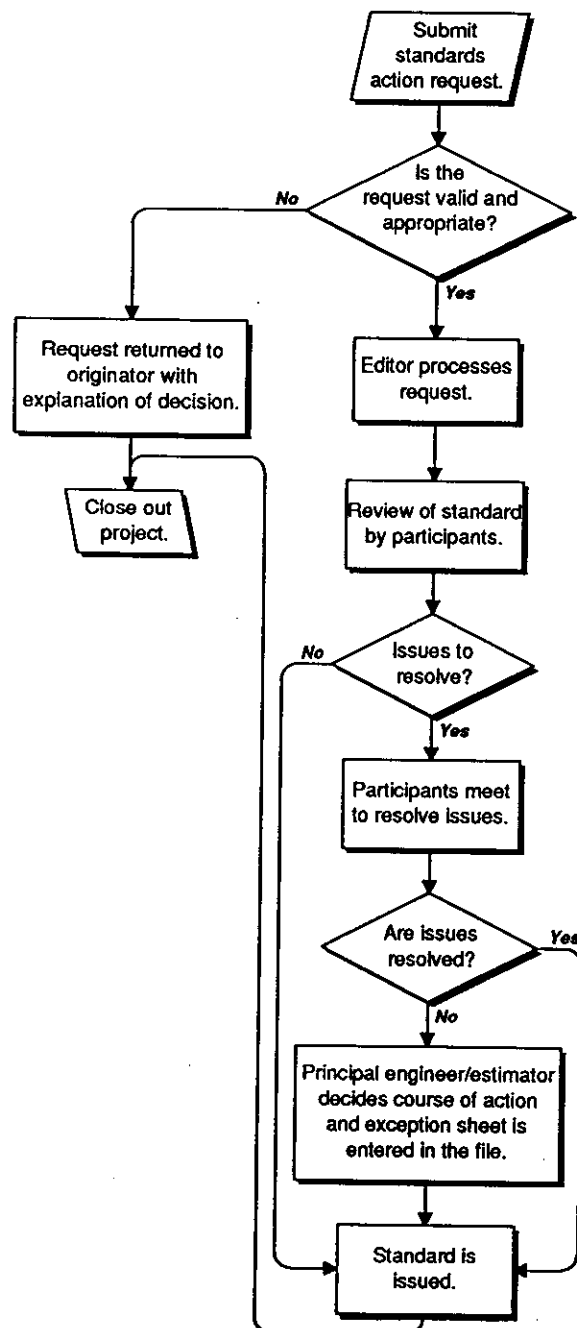 Submit
standards
action request.
Is the
request valid and
appropriate?
No
Yes
Request returned to
originator with
explanation of decision.
Editor processes
request.
Close out
project.
Review of standard
by participants.
No
Issues to
resolve?
Yes
Participants meet
to resolve issues.
Are issues
resolved?
Yes
No
Principal engineer/estimator
decides course of action
and exception sheet is
entered in the file.
Standard is
issued.